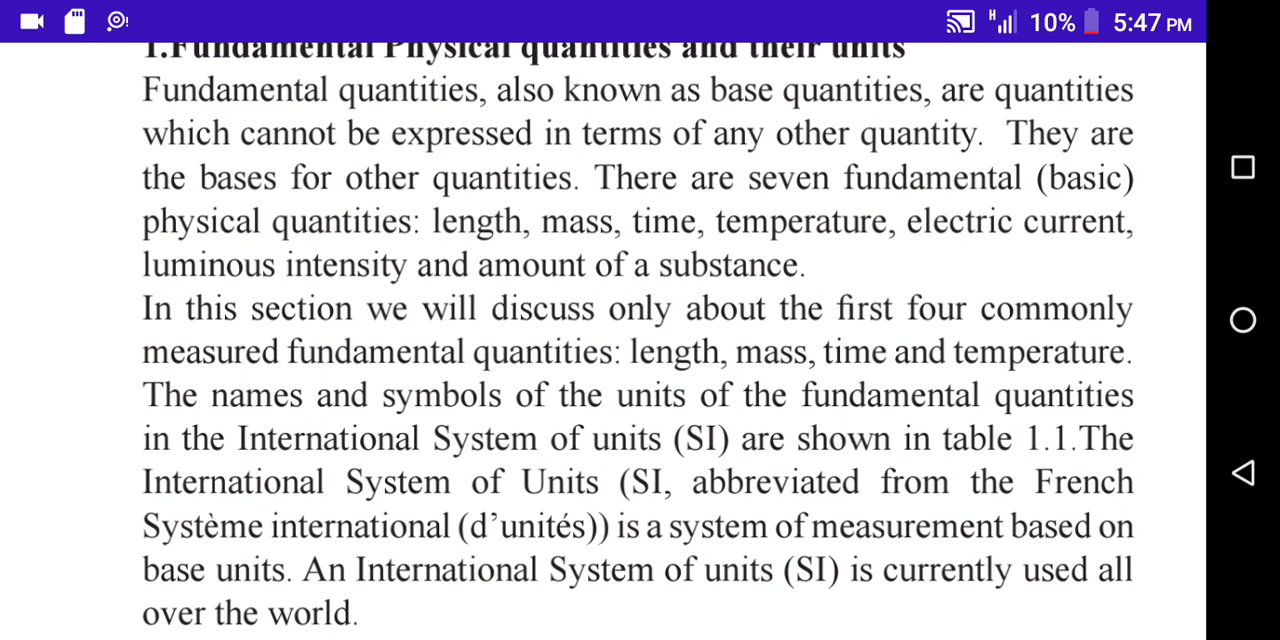 H 10% 5:47 PM
1.Fundamental Physical quantities and their units
Fundamental quantities, also known as base quantities, are quantities
which cannot be expressed in terms of any other quantity. They are
the bases for other quantities. There are seven fundamental (basic)
physical quantities: length, mass, time, temperature, electric current,
luminous intensity and amount of a substance.
In this section we will discuss only about the first four commonly
measured fundamental quantities: length, mass, time and temperature.
The names and symbols of the units of the fundamental quantities
in the International System of units (SI) are shown in table 1.1.The
International System of Units (SI, abbreviated from the French
Système international (d’unités)) is a system of measurement based on
base units. An International System of units (SI) is currently used all
over the world.